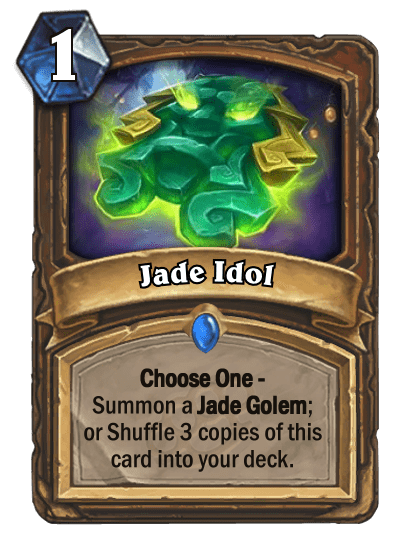 1
Jade Idol
Choose One -
Summon a Jade Golem;
or Shuffle 3 copies of this
card into your deck.